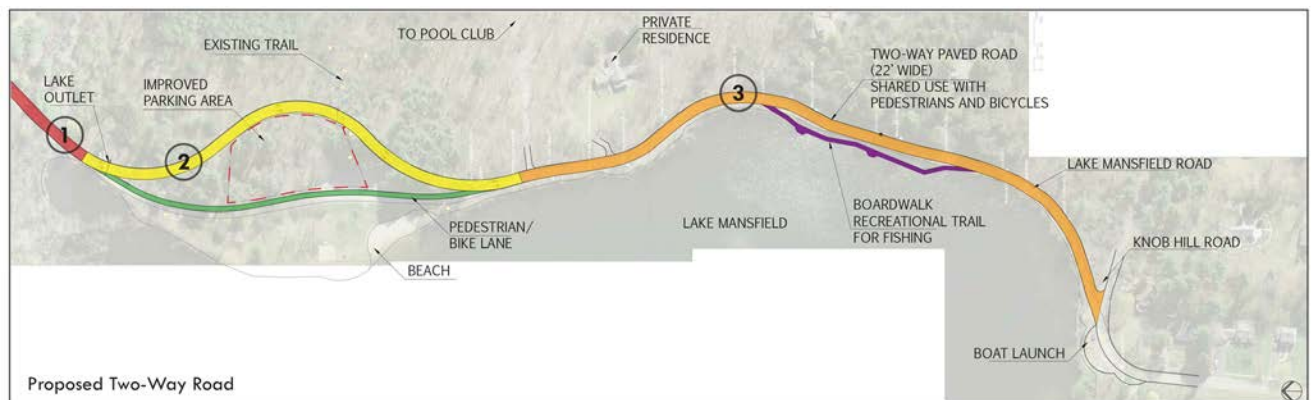 TO POOL CLUB
PRIVATE
RESIDENCE
EXISTING TRAIL
LAKE
OUTLET
IMPROVED
PARKING AREA
TWO-WAY PAVED ROAD
(22' WIDE)
SHARED USE WITH
PEDESTRIANS AND BICYCLES
1
2
3
LAKE MANSFIELD ROAD
PEDESTRIAN/
BIKE LANE
BEACH
LAKE MANSFIELD
BOARDWALK
RECREATIONAL TRAIL
FOR FISHING
KNOB HILL ROAD
BOAT LAUNCH
Proposed Two-Way Road